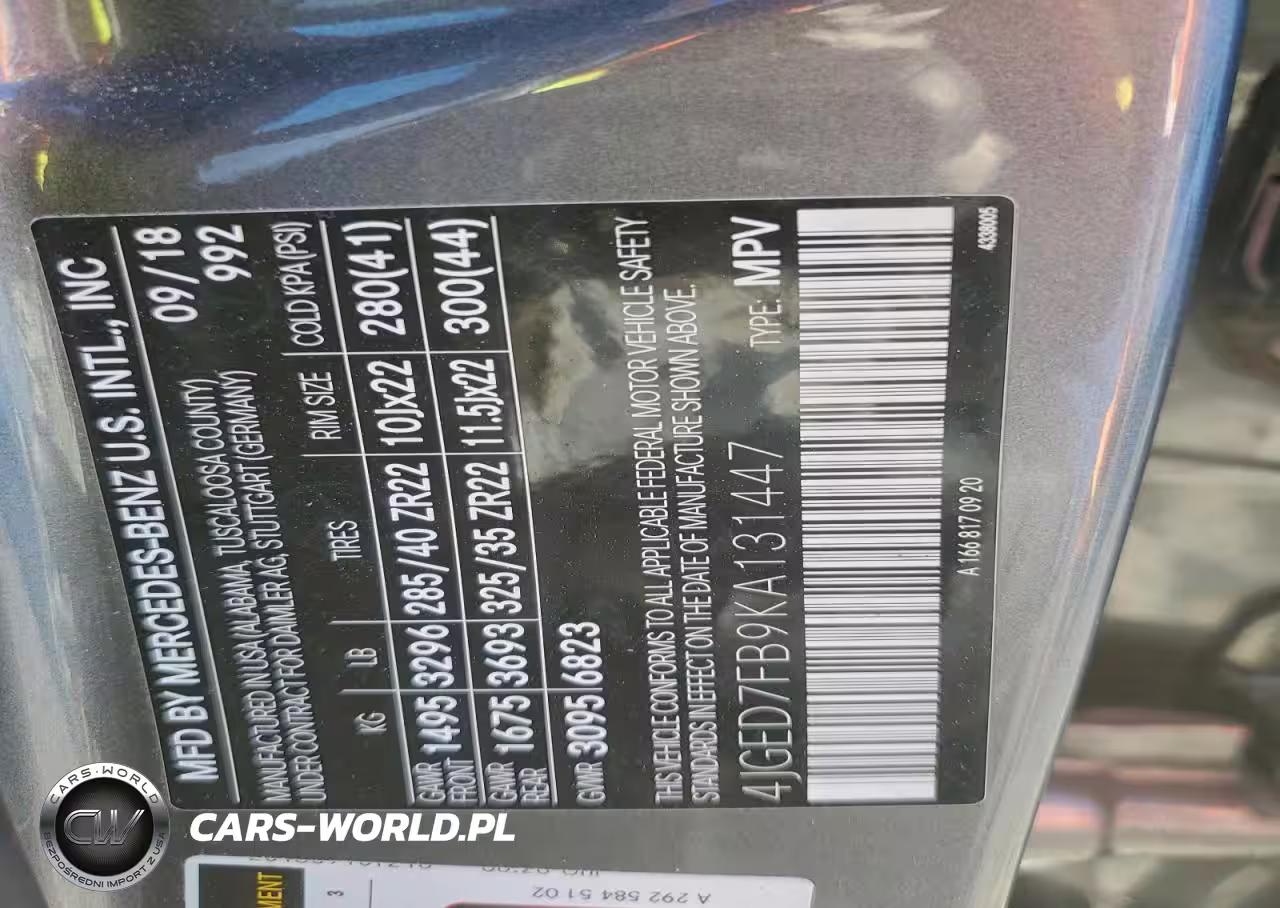 MFD BY MERCEDES-BENZ U.S. INTL., INC
09/18
992
MANUFACTURED IN USA (ALABAMA, TUSCALOOSA COUNTY)
UNDER CONTRACT FOR DAIMLER AG, STUTTGART (GERMANY)
KG LB TIRES RIM SIZE COLD KPA (PSI)
GAWR FRONT 1495 3296 285/40 ZR22 10Jx22 280(41)
GAWR REAR 1675 3693 325/35 ZR22 11.5Jx22 300(44)
GVWR 3095 6823
THIS VEHICLE CONFORMS TO ALL APPLICABLE FEDERAL MOTOR VEHICLE SAFETY
STANDARDS IN EFFECT ON THE DATE OF MANUFACTURE SHOWN ABOVE.
4JGED7FB9KA131447 TYPE: MPV
A 166 817 09 20
4338005
A 292 584 51 02
3
CARS-WORLD
CW
BEZPOŚREDNI IMPORT Z USA
CARS-WORLD.PL